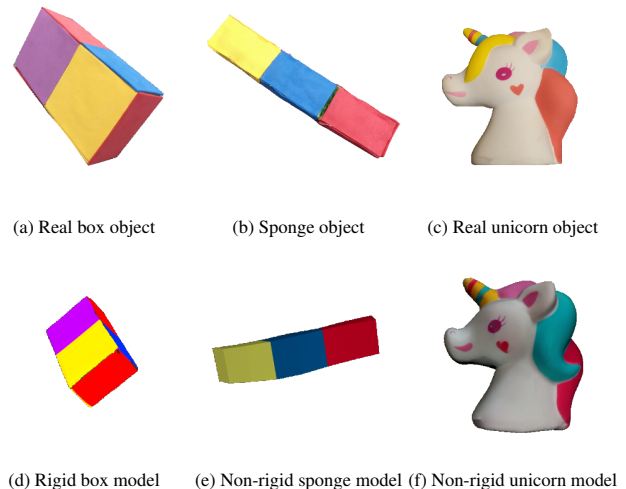 (a) Real box object (b) Sponge object (c) Real unicorn object
(d) Rigid box model (e) Non-rigid sponge model (f) Non-rigid unicorn model